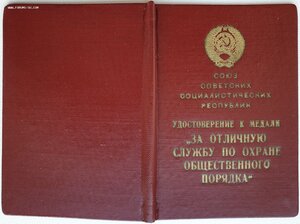 СОЮЗ
СОВЕТСКИХ
СОЦИАЛИСТИЧЕСКИХ
РЕСПУБЛИК
УДОСТОВЕРЕНИЕ К МЕДАЛИ
„ЗА ОТЛИЧНУЮ
СЛУЖБУ ПО ОХРАНЕ
ОБЩЕСТВЕННОГО
ПОРЯДКА“